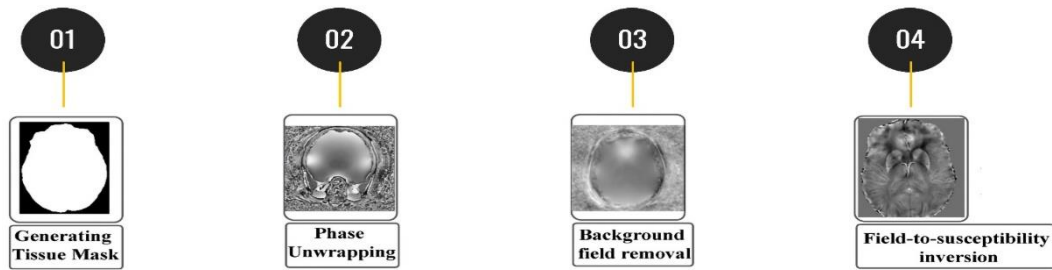 01
02
03
04
Generating
Tissue Mask
Phase
Unwrapping
Background
field removal
Field-to-susceptibility
inversion